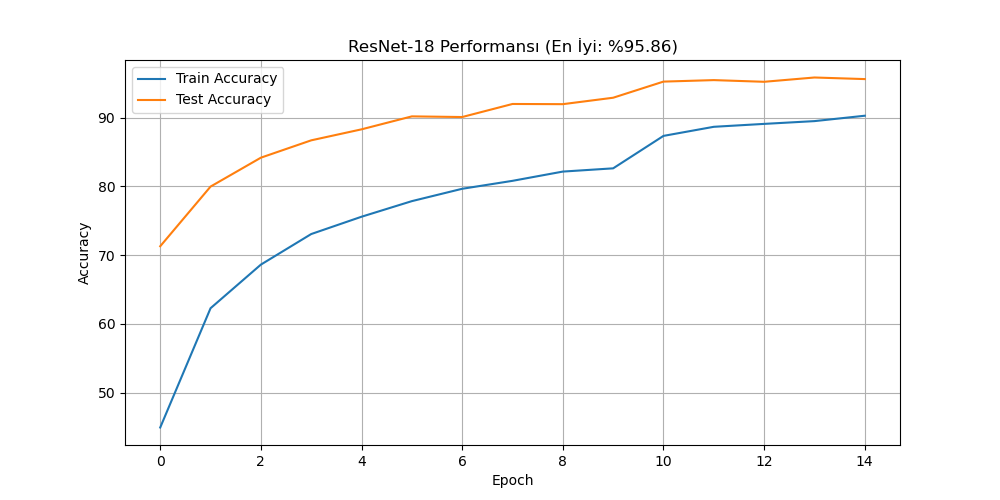 ResNet-18 Performansı (En İyi: %95.86)
Train Accuracy
Test Accuracy
90
80
70
60
50
Accuracy
0 2 4 6 8 10 12 14
Epoch